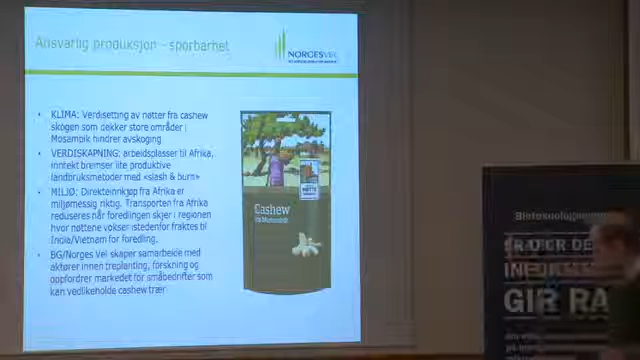 Ansvarlig produksjon - sporbarhet
NORGES VEL
• KLIMA: Verdisetting av nøtter fra cashew
skogen som dekker store områder i
Mosambik hindrer avskoging
• VERDISKAPNING: arbeidsplasser til Afrika,
inntekt bremser lite produktive
landbruksmetoder med «slash & burn»
• MILJØ: Direkteinnkjøp fra Afrika er
miljømessig riktig. Transporten fra Afrika
reduseres når foredlingen skjer i regionen
hvor nøttene vokser istedenfor fraktes til
India/Vietnam for foredling.
• BG/Norges Vel skaper samarbeide med
aktører innen treplanting, forskning og
oppfordrer markedet for småbedrifter som
kan vedlikeholde cashew trær
Cashew
fra Mosambik
GIR